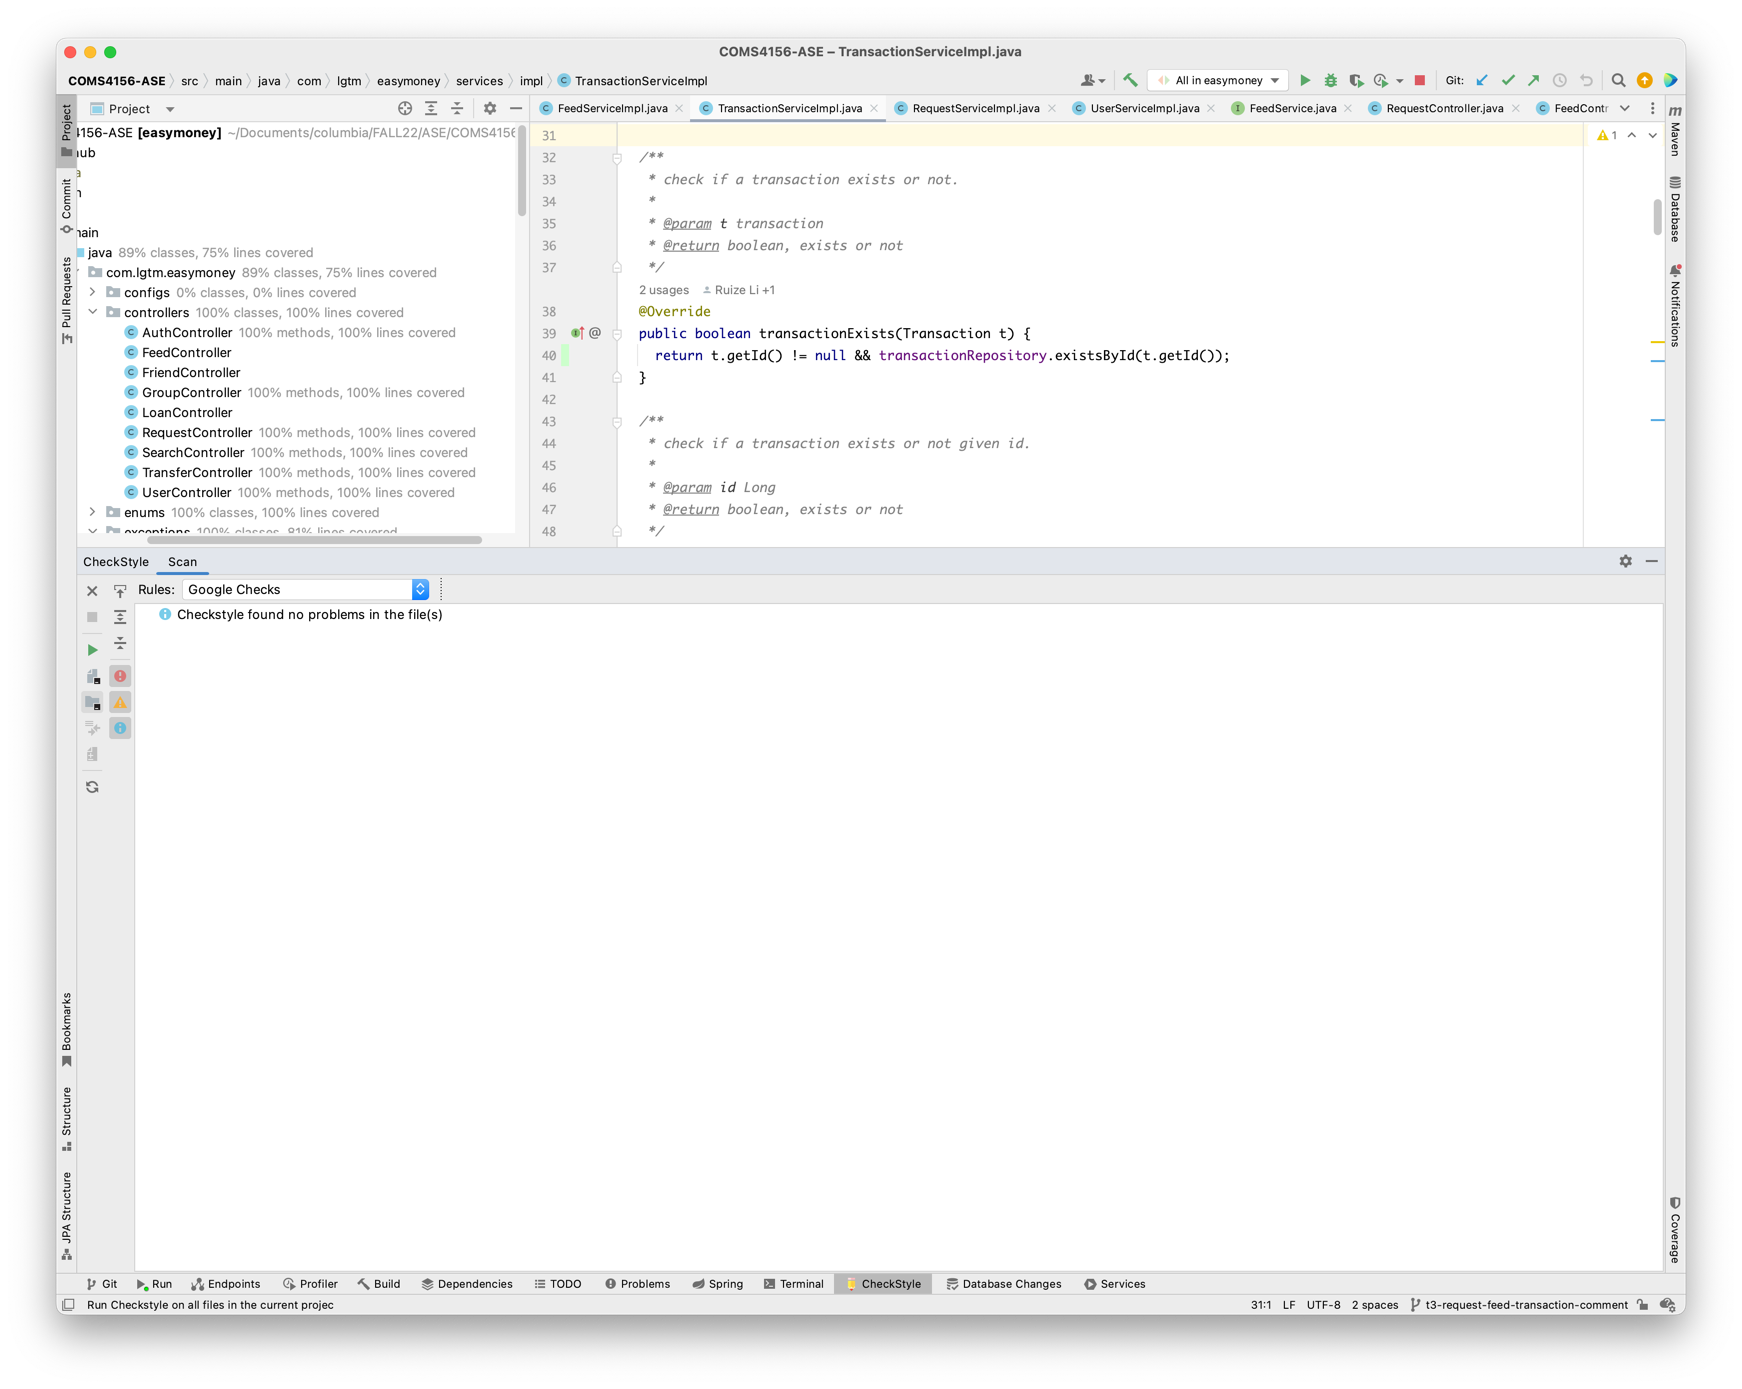 COMS4156-ASE – TransactionServiceImpl.java
COMS4156-ASE src main java com lgtm easymoney services impl TransactionServiceImpl
All in easymoney Git:
Project
FeedServiceImpl.java TransactionServiceImpl.java RequestServiceImpl.java UserServiceImpl.java FeedService.java RequestController.java FeedContr
4156-ASE [easymoney] ~/Documents/columbia/FALL22/ASE/COMS4156
ub
a
n
main
java 89% classes, 75% lines covered
com.lgtm.easymoney 89% classes, 75% lines covered
configs 0% classes, 0% lines covered
controllers 100% classes, 100% lines covered
AuthController 100% methods, 100% lines covered
FeedController
FriendController
GroupController 100% methods, 100% lines covered
LoanController
RequestController 100% methods, 100% lines covered
SearchController 100% methods, 100% lines covered
TransferController 100% methods, 100% lines covered
UserController 100% methods, 100% lines covered
enums 100% classes, 100% lines covered
exceptions 100% classes, 81% lines covered
31
1
32 /**
33 * check if a transaction exists or not.
34 *
35 * @param t transaction
36 * @return boolean, exists or not
37 */
2 usages Ruize Li +1
38 @Override
39 @ public boolean transactionExists(Transaction t) {
40 return t.getId() != null && transactionRepository.existsById(t.getId());
41 }
42
43 /**
44 * check if a transaction exists or not given id.
45 *
46 * @param id Long
47 * @return boolean, exists or not
48 */
Project
Commit
Pull Requests
Bookmarks
Structure
JPA Structure
m
Maven
Database
Notifications
Coverage
CheckStyle Scan
Rules: Google Checks
Checkstyle found no problems in the file(s)
Git Run Endpoints Profiler Build Dependencies TODO Problems Spring Terminal CheckStyle Database Changes Services
Run Checkstyle on all files in the current projec
31:1 LF UTF-8 2 spaces t3-request-feed-transaction-comment